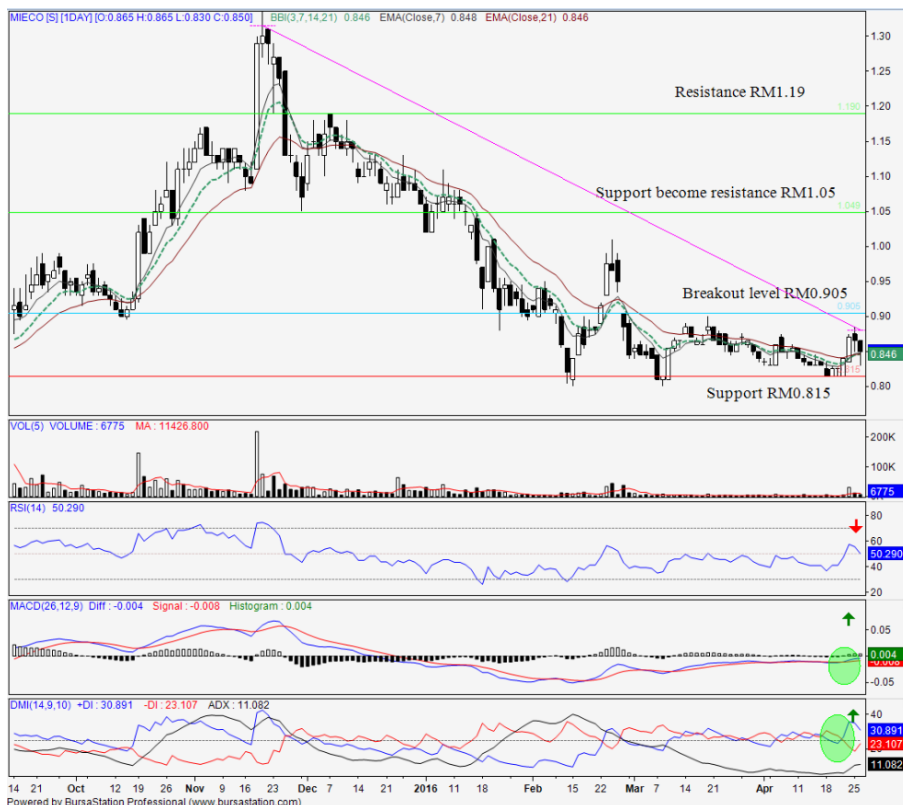 MIECO [S] [1DAY] [O:0.865 H:0.865 L:0.830 C:0.850] BBI(3,7,14,21) 0.846 EMA(Close,7) 0.848 EMA(Close,21) 0.846
1.30
1.25
Resistance RM1.19
1.20
1.190
1.15
1.10
Support become resistance RM1.05
1.05
1.00
0.95
Breakout level RM0.905
0.905
0.90
0.846
0.815
0.80
Support RM0.815
VOL(5) VOLUME : 6775 MA : 11426.800
200K
100K
6775
RSI(14) 50.290
80
60
50.290
40
20
MACD(26,12,9) Diff : -0.004 Signal : -0.008 Histogram : 0.004
0.05
0.004
-0.008
-0.05
DMI(14,9,10) +DI : 30.891 -DI : 23.107 ADX : 11.082
40
30.891
23.107
11.082
14 21 Oct 12 19 26 Nov 9 16 23 Dec 7 14 21 2016 11 18 Feb 15 22 Mar 7 14 21 Apr 11 18 25
Powered by BursaStation Professional (www.bursastation.com)